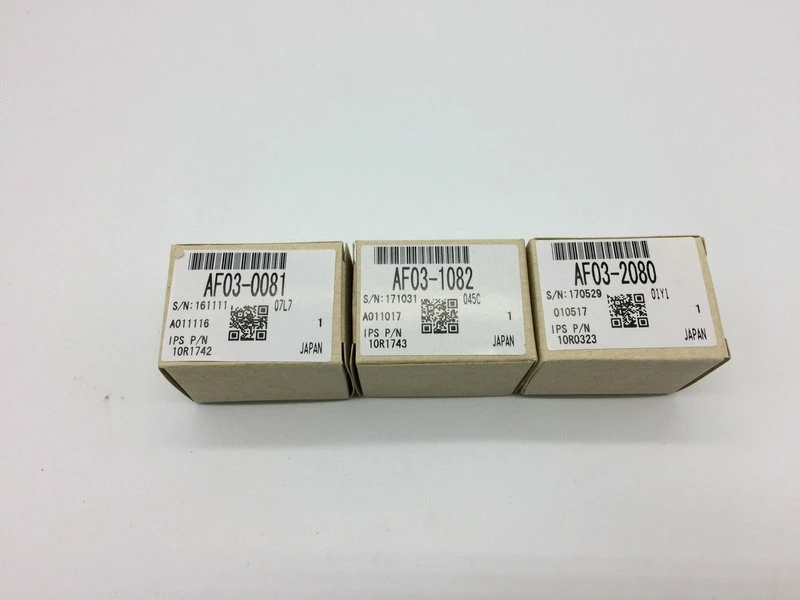 AF03-0081
S/N:161111 07L7
A011116 1
IPS P/N
10R1742 JAPAN
AF03-1082
S/N:171031 045C
A011017 1
IPS P/N
10R1743 JAPAN
AF03-2080
S/N:170529 01Y1
010517 1
IPS P/N
10R0323 JAPAN